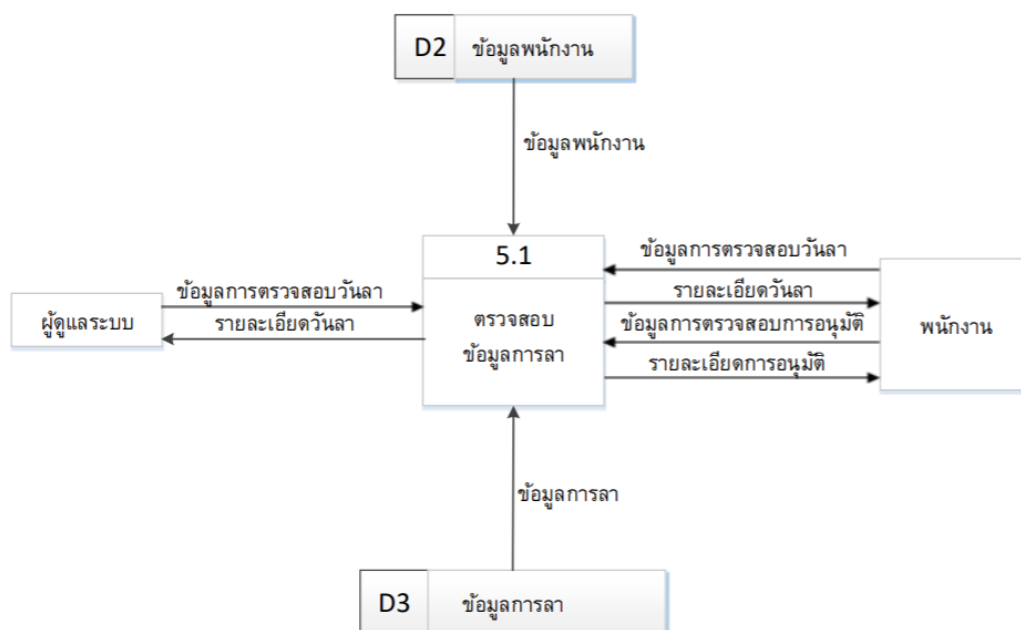 D2 ข้อมูลพนักงาน
ข้อมูลพนักงาน
5.1
ตรวจสอบ
ข้อมูลการลา
ผู้ดูแลระบบ
ข้อมูลการตรวจสอบวันลา
รายละเอียดวันลา
ข้อมูลการตรวจสอบวันลา
รายละเอียดวันลา
ข้อมูลการตรวจสอบการอนุมัติ
รายละเอียดการอนุมัติ
พนักงาน
ข้อมูลการลา
D3 ข้อมูลการลา